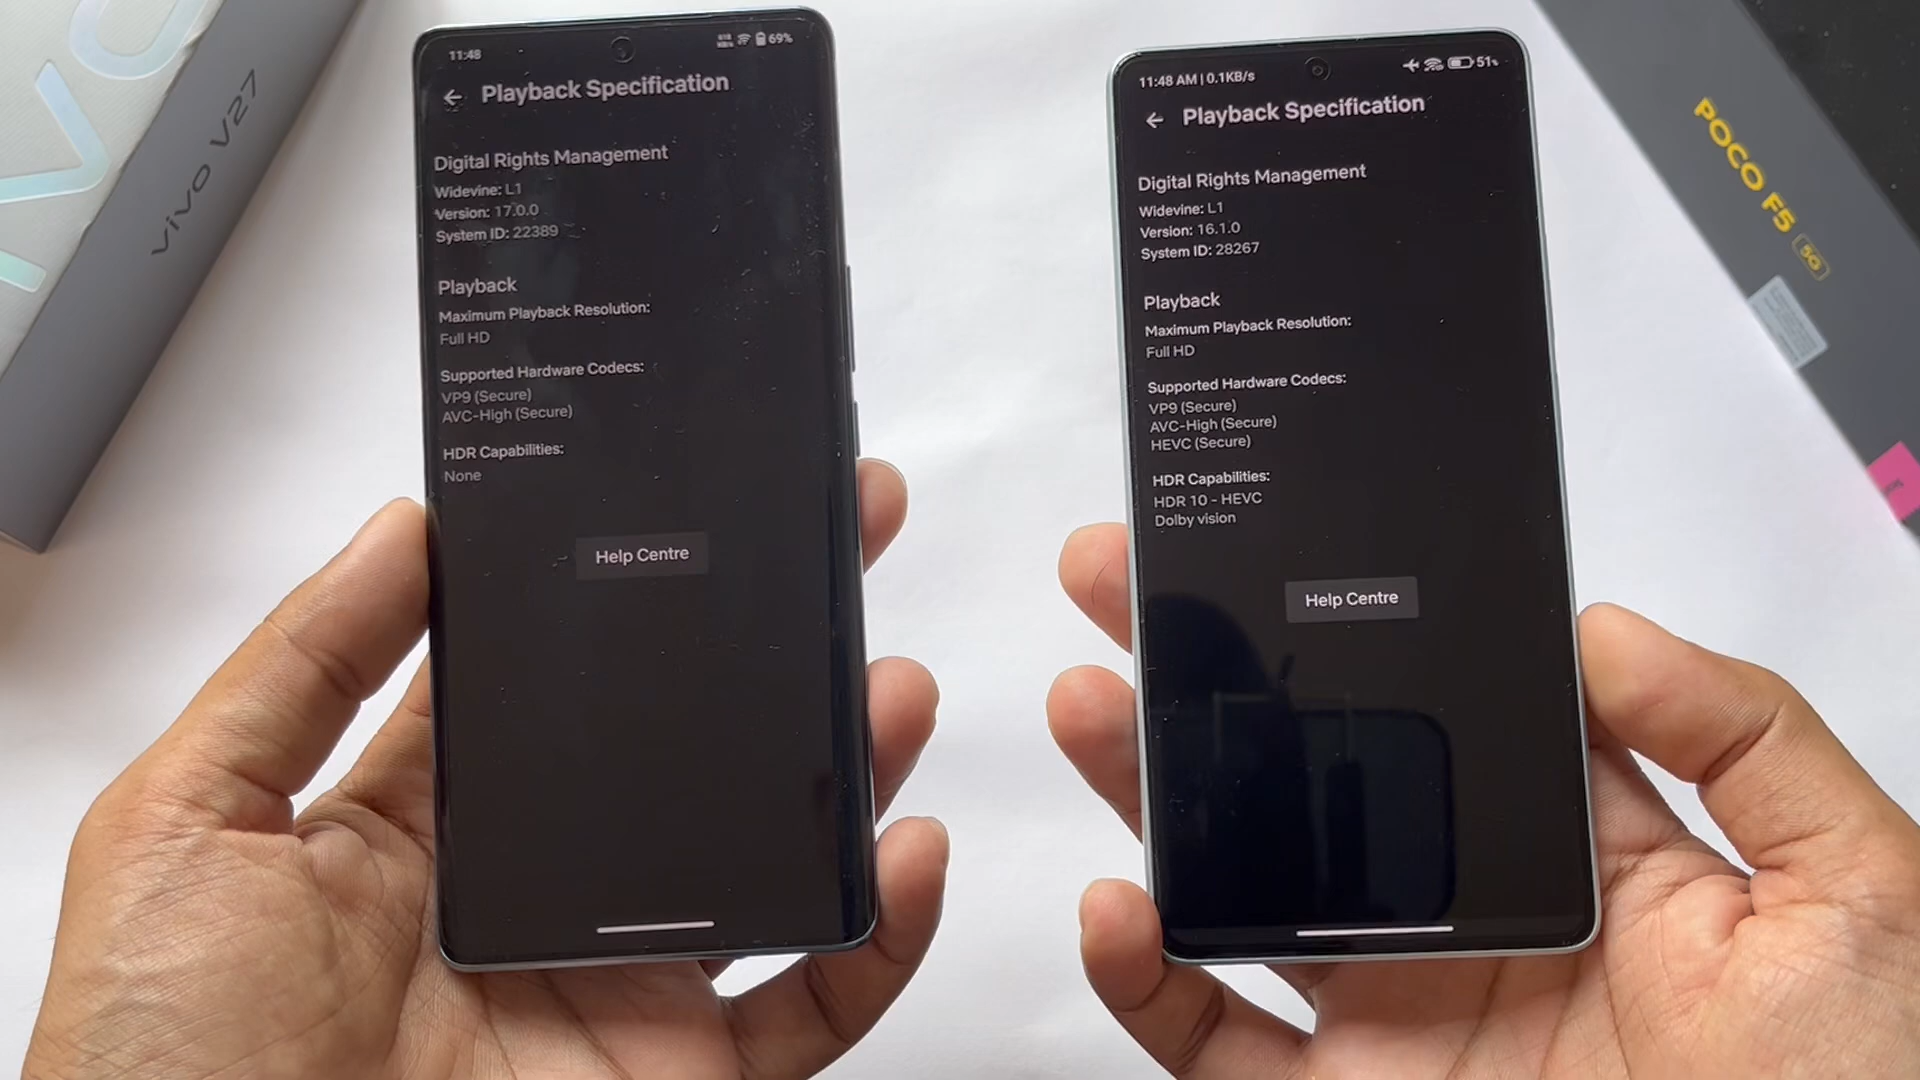 vivo V27
11:48
69%
Playback Specification
Digital Rights Management
Widevine: L1
Version: 17.0.0
System ID: 22389
Playback
Maximum Playback Resolution:
Full HD
Supported Hardware Codecs:
VP9 (Secure)
AVC-High (Secure)
HDR Capabilities:
None
Help Centre
11:48 AM | 0.1KB/s
51%
Playback Specification
Digital Rights Management
Widevine: L1
Version: 16.1.0
System ID: 28267
Playback
Maximum Playback Resolution:
Full HD
Supported Hardware Codecs:
VP9 (Secure)
AVC-High (Secure)
HEVC (Secure)
HDR Capabilities:
HDR 10 - HEVC
Dolby vision
Help Centre
POCO F5 5G